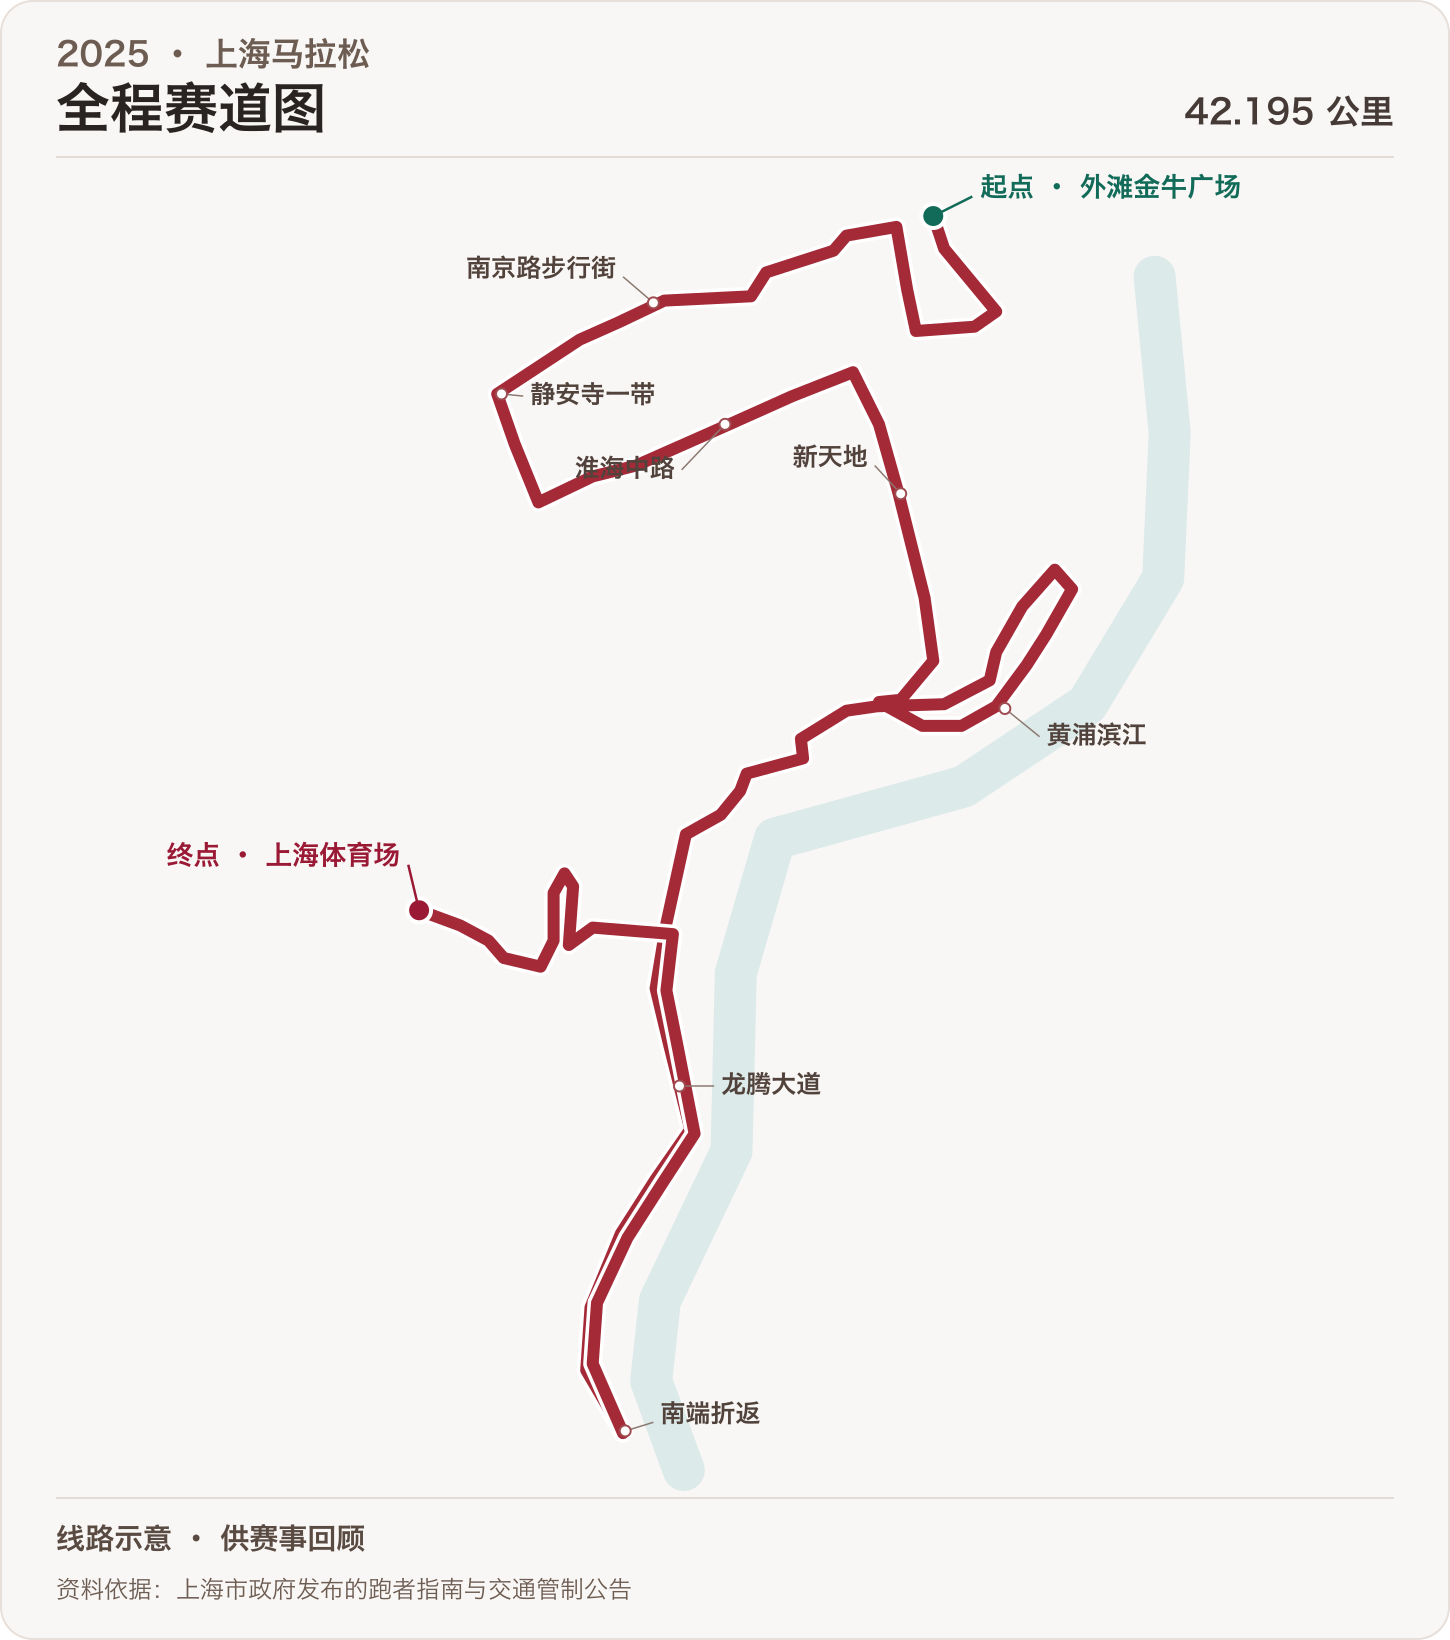 2025 · 上海马拉松
全程赛道图
42.195 公里
起点 · 外滩金牛广场
南京路步行街
静安寺一带
淮海中路
新天地
黄浦滨江
终点 · 上海体育场
龙腾大道
南端折返
线路示意 · 供赛事回顾
资料依据：上海市政府发布的跑者指南与交通管制公告